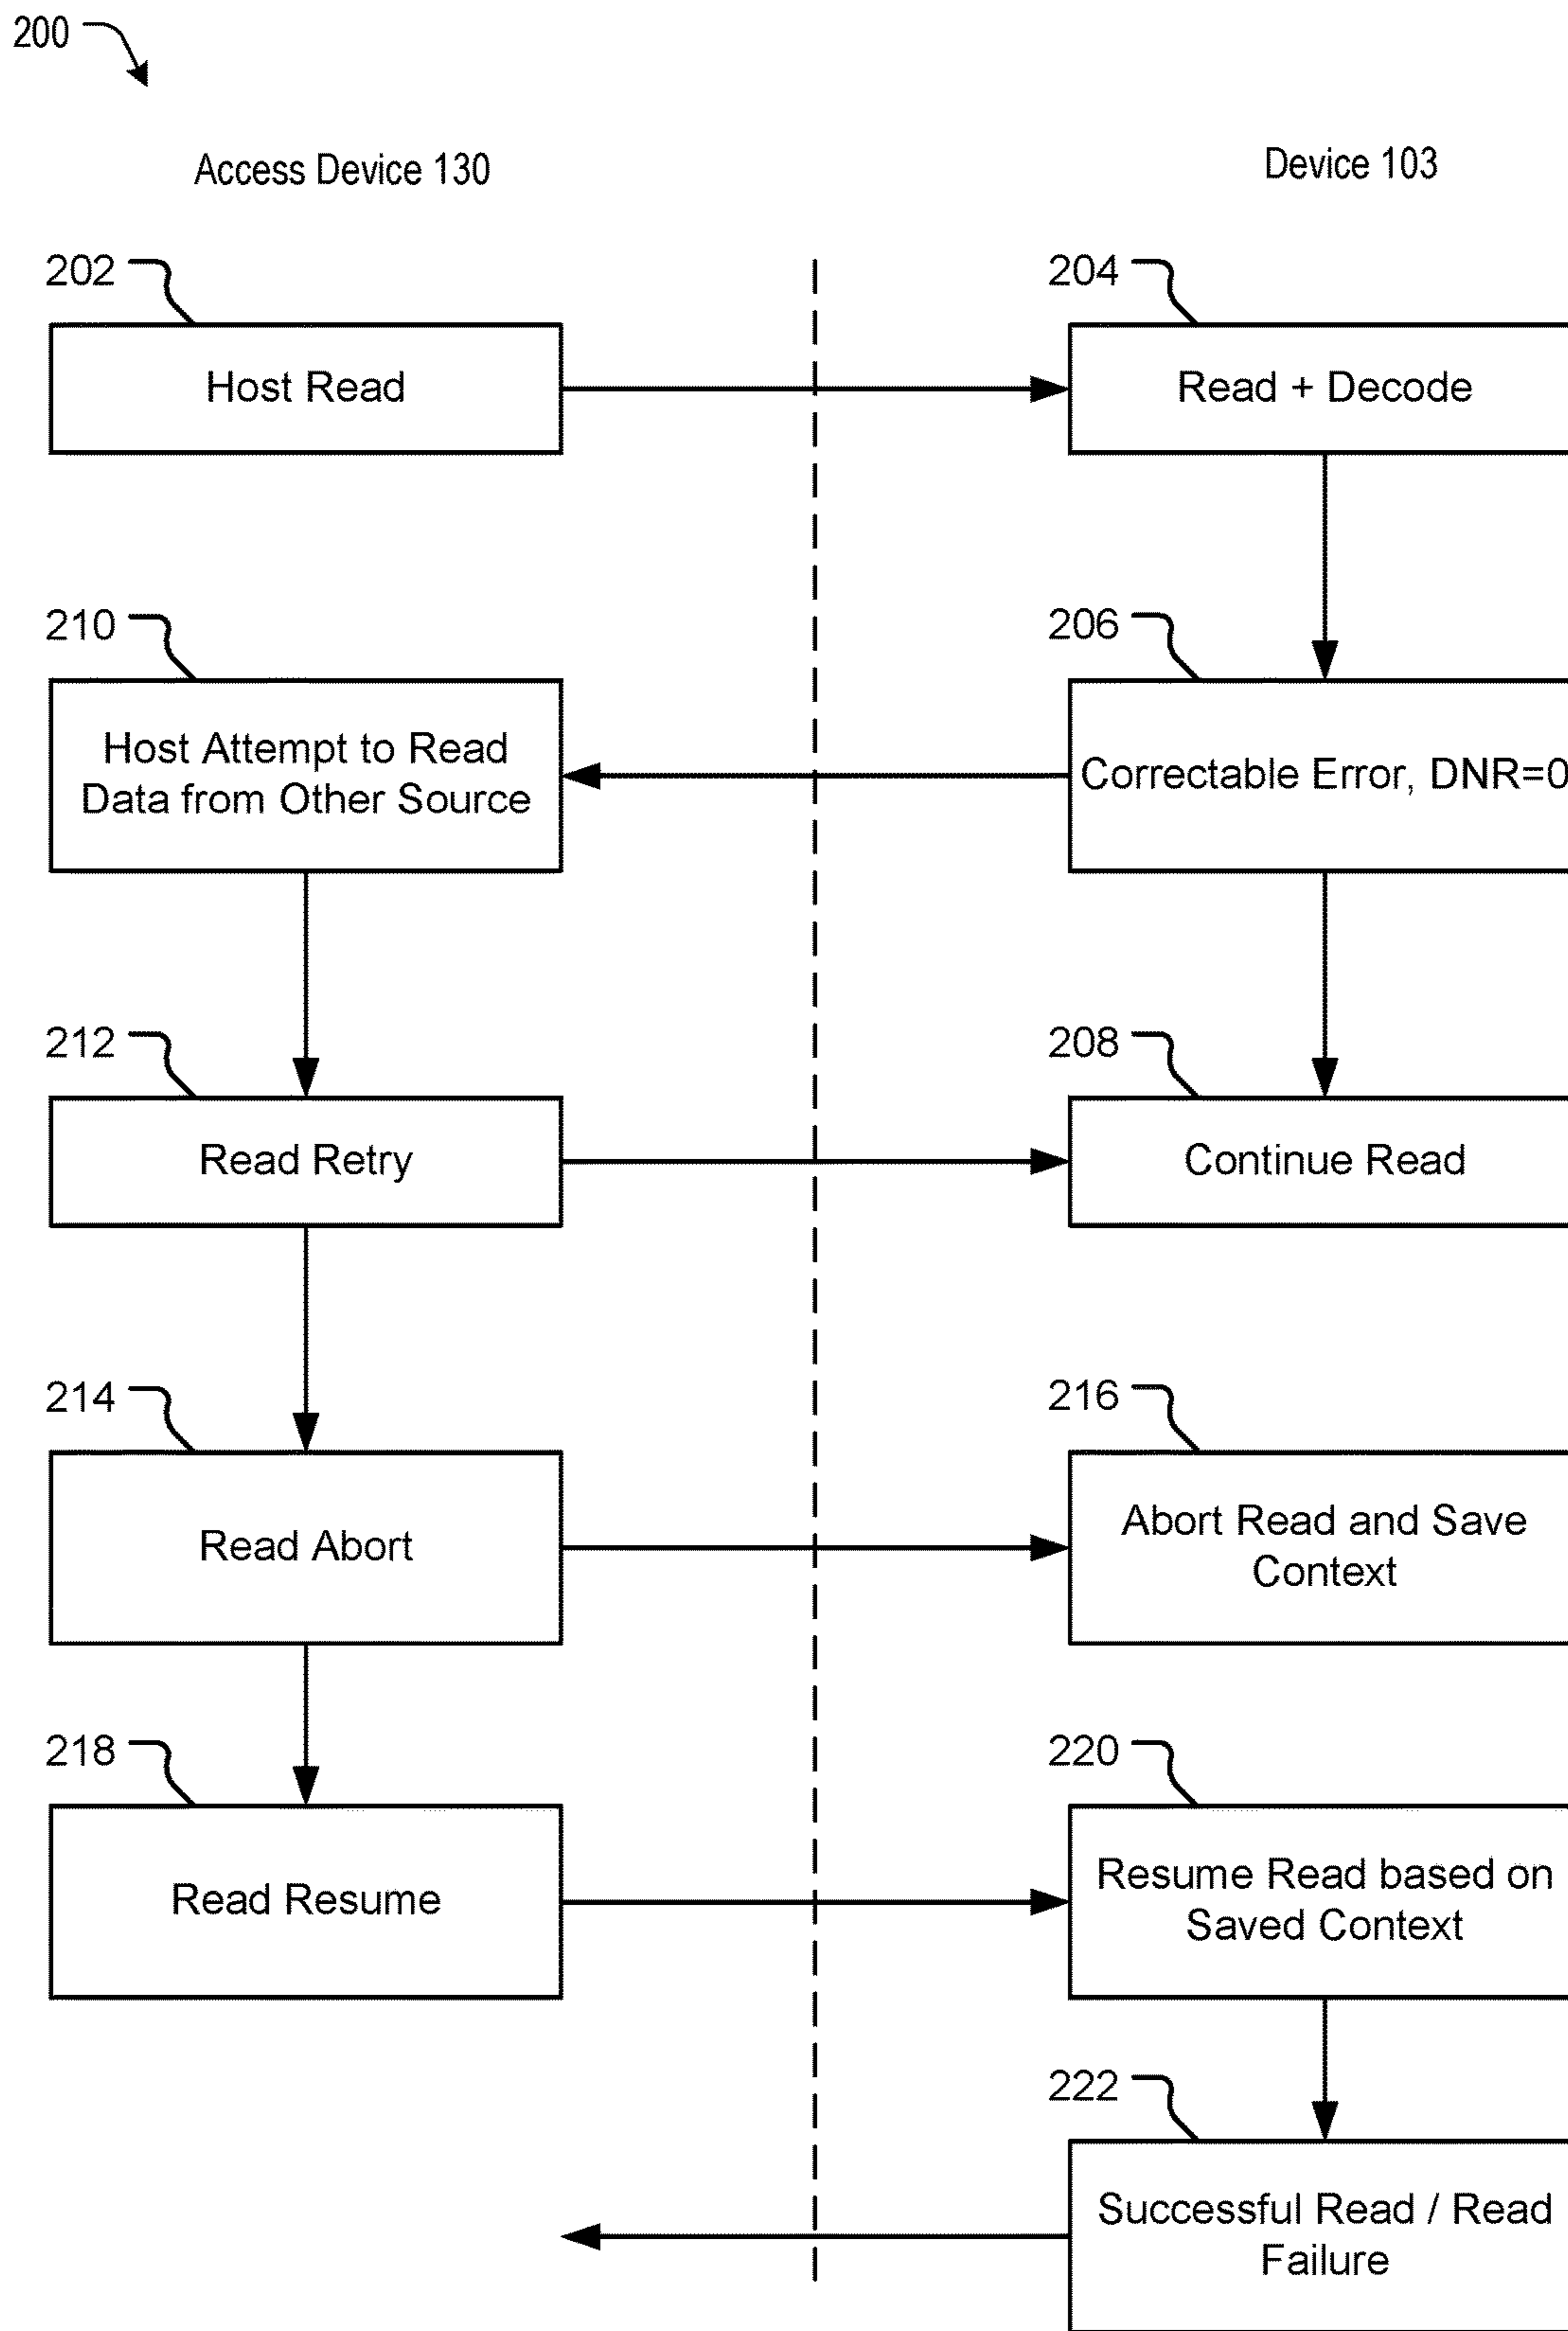 200
Access Device 130
Device 103
202
204
Host Read
Read + Decode
210
206
Host Attempt to Read
Data from Other Source
Correctable Error, DNR=0
212
208
Read Retry
Continue Read
214
216
Read Abort
Abort Read and Save
Context
218
220
Read Resume
Resume Read based on
Saved Context
222
Successful Read / Read
Failure